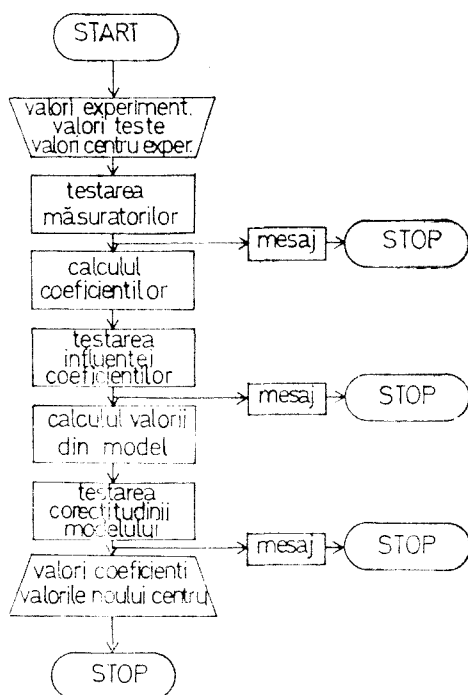 START
valori experiment.
valori teste
valori centru exper.
testarea
măsuratorilor
mesaj
STOP
calculul
coeficientilor
testarea
influentei
coeficientilor
mesaj
STOP
calculul valorii
din model
testarea
corectitudinii
modelului
mesaj
STOP
valori coeficienti
valorile noului centru
STOP